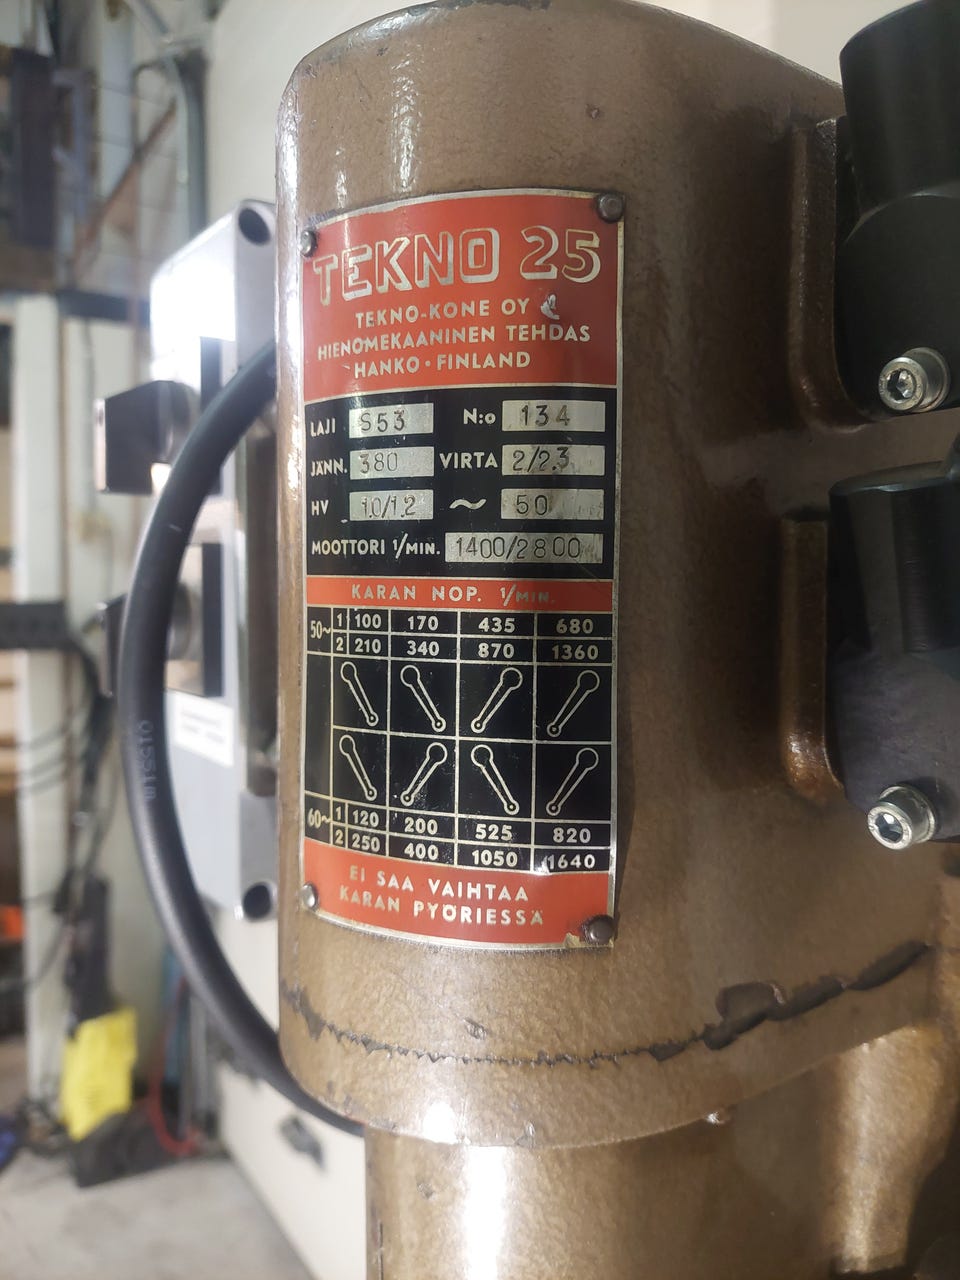 TEKNO 25
TEKNO-KONE OY
HIENOMEKAANINEN TEHDAS
HANKO · FINLAND
LAJI S53 N:o 134
JÄNN. 380 VIRTA 2/2.3
HV 1.0/1.2 ~ 50
MOOTTORI 1/MIN. 1400/2800
KARAN NOP. 1/MIN.
50~ 1 100 170 435 680
2 210 340 870 1360
60~ 1 120 200 525 820
2 250 400 1050 1640
EI SAA VAIHTAA
KARAN PYÖRIESSÄ